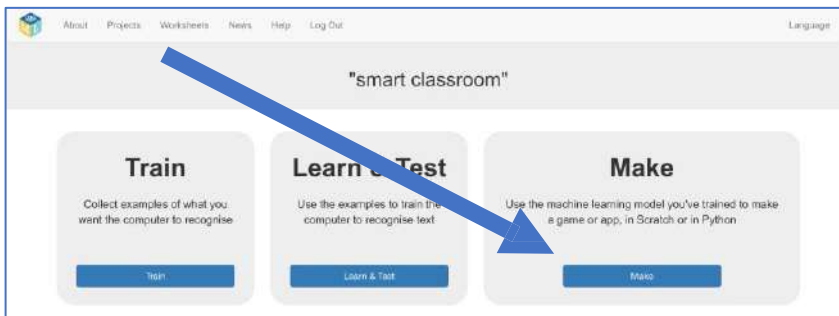 About Projects Worksheets News Help Log Out Language
"smart classroom"
Train
Collect examples of what you
want the computer to recognise
Train
Learn & Test
Use the examples to train the
computer to recognise text
Learn & Test
Make
Use the machine learning model you've trained to make
a game or app, in Scratch or in Python
Make